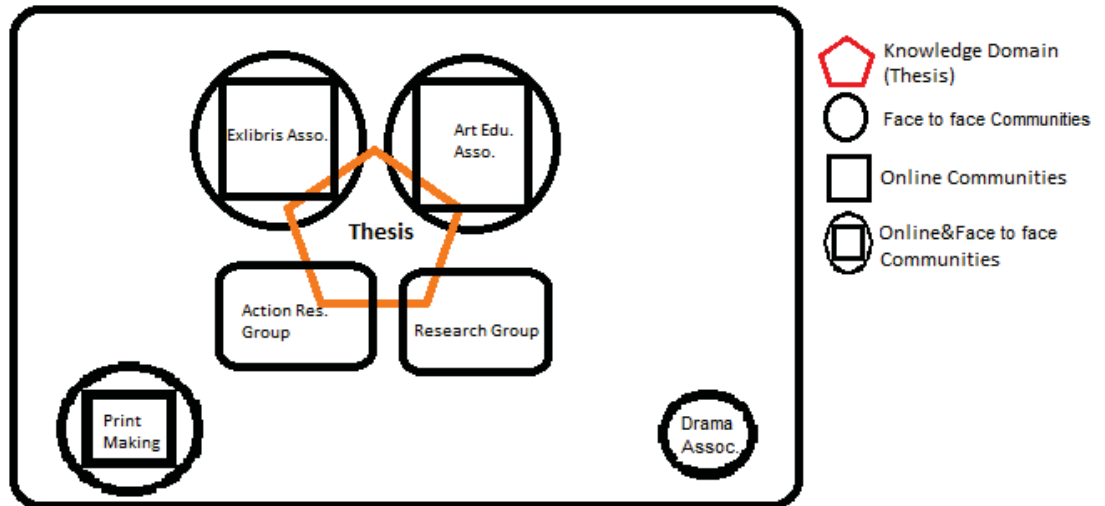 Exlibris Asso.
Art Edu.
Asso.
Thesis
Action Res.
Group
Research Group
Print
Making
Drama
Assoc.
Knowledge Domain
(Thesis)
Face to face Communities
Online Communities
Online&Face to face
Communities